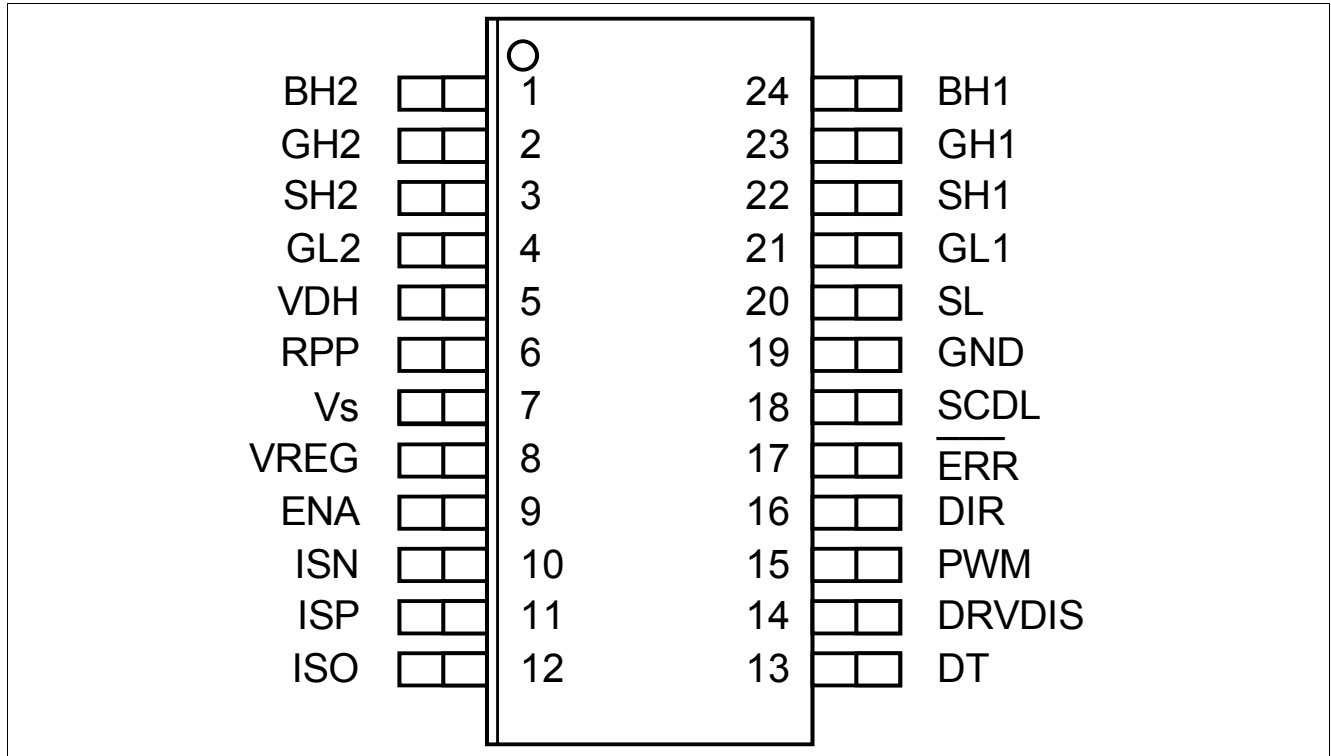 BH2 1 24 BH1
GH2 2 23 GH1
SH2 3 22 SH1
GL2 4 21 GL1
VDH 5 20 SL
RPP 6 19 GND
Vs 7 18 SCDL
VREG 8 17 E̅R̅R̅
ENA 9 16 DIR
ISN 10 15 PWM
ISP 11 14 DRVDIS
ISO 12 13 DT